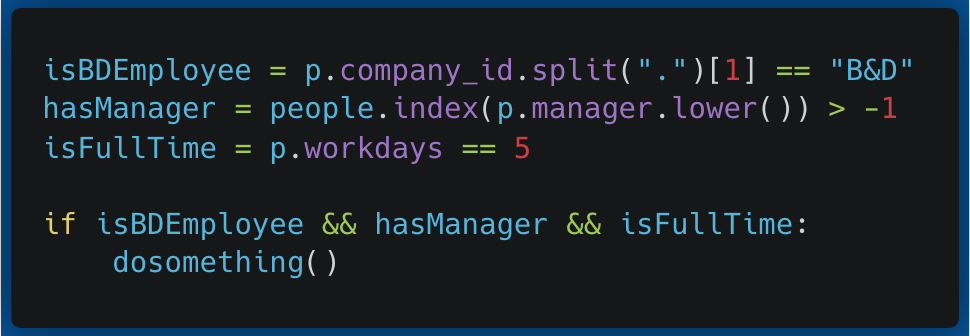 isBDEmployee = p.company_id.split(".")[1] == "B&D"
hasManager = people.index(p.manager.lower()) > -1
isFullTime = p.workdays == 5
if isBDEmployee && hasManager && isFullTime:
dosomething()